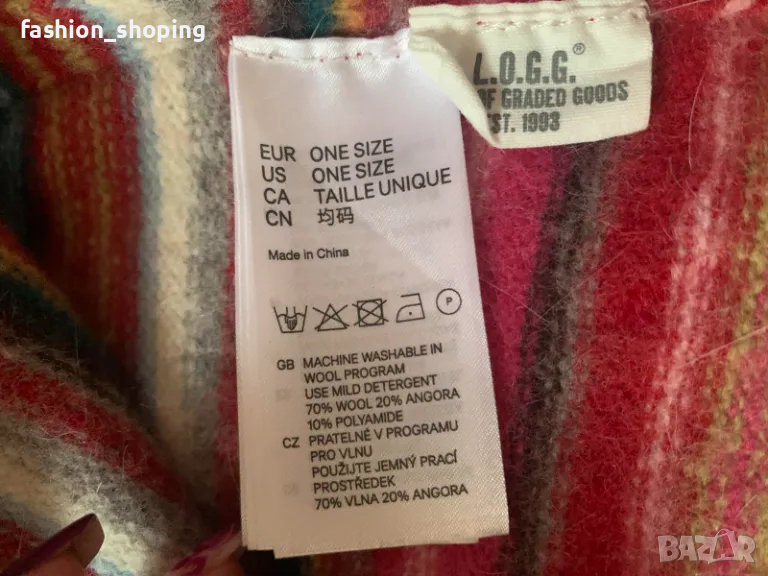 fashion_shoping
L.O.G.G.®
OF GRADED GOODS
EST. 1993
EUR ONE SIZE
US ONE SIZE
CA TAILLE UNIQUE
CN 均码
Made in China
P
GB MACHINE WASHABLE IN
WOOL PROGRAM
USE MILD DETERGENT
70% WOOL 20% ANGORA
10% POLYAMIDE
CZ PRATELNÉ V PROGRAMU
PRO VLNU
POUŽIJTE JEMNÝ PRACÍ
PROSTŘEDEK
70% VLNA 20% ANGORA
BAZAR